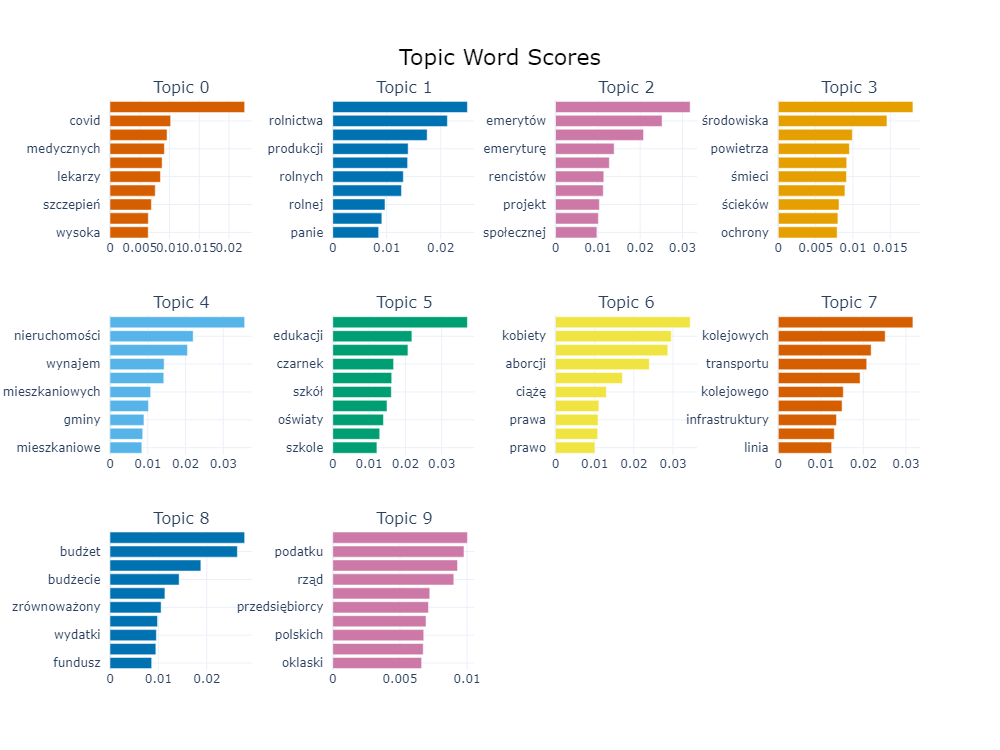 Topic Word Scores
Topic 0
covid
medycznych
lekarzy
szczepień
wysoka
0 0.005 0.01 0.015 0.02
Topic 1
rolnictwa
produkcji
rolnych
rolnej
panie
0 0.01 0.02
Topic 2
emerytów
emeryturę
rencistów
projekt
społecznej
0 0.01 0.02 0.03
Topic 3
środowiska
powietrza
śmieci
ścieków
ochrony
0 0.005 0.01 0.015
Topic 4
nieruchomości
wynajem
mieszkaniowych
gminy
mieszkaniowe
0 0.01 0.02 0.03
Topic 5
edukacji
czarnek
szkół
oświaty
szkole
0 0.01 0.02 0.03
Topic 6
kobiety
aborcji
ciążę
prawa
prawo
0 0.01 0.02 0.03
Topic 7
kolejowych
transportu
kolejowego
infrastruktury
linia
0 0.01 0.02 0.03
Topic 8
budżet
budżecie
zrównoważony
wydatki
fundusz
0 0.01 0.02
Topic 9
podatku
rząd
przedsiębiorcy
polskich
oklaski
0 0.005 0.01